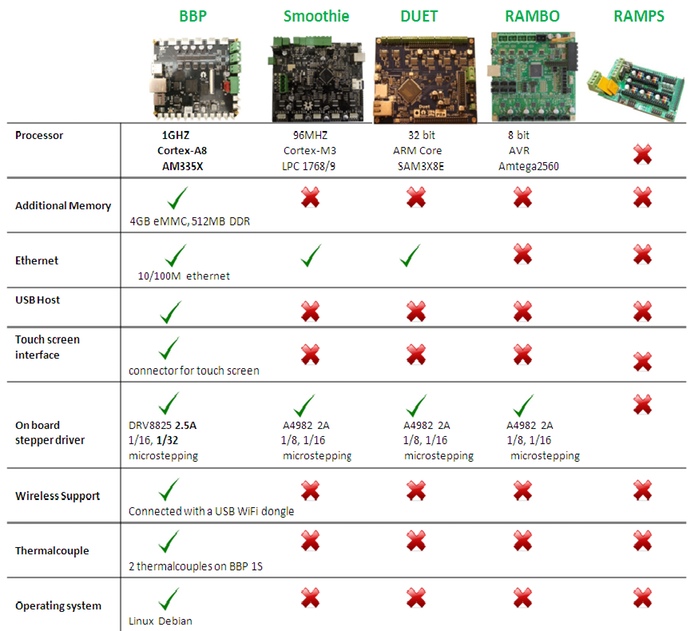 BBP Smoothie DUET RAMBO RAMPS
Processor 1GHZ 96MHZ 32 bit 8 bit
Cortex-A8 Cortex-M3 ARM Core AVR
AM335X LPC 1768/9 SAM3X8E Amtega2560
Additional Memory
4GB eMMC, 512MB DDR
Ethernet
10/100M ethernet
USB Host
Touch screen
interface
connector for touch screen
On board
stepper driver
DRV8825 2.5A A4982 2A A4982 2A A4982 2A
1/16, 1/32 1/8, 1/16 1/8, 1/16 1/8, 1/16
microstepping microstepping microstepping microstepping
Wireless Support
Connected with a USB WiFi dongle
Thermalcouple
2 thermalcouples on BBP 1S
Operating system
Linux Debian